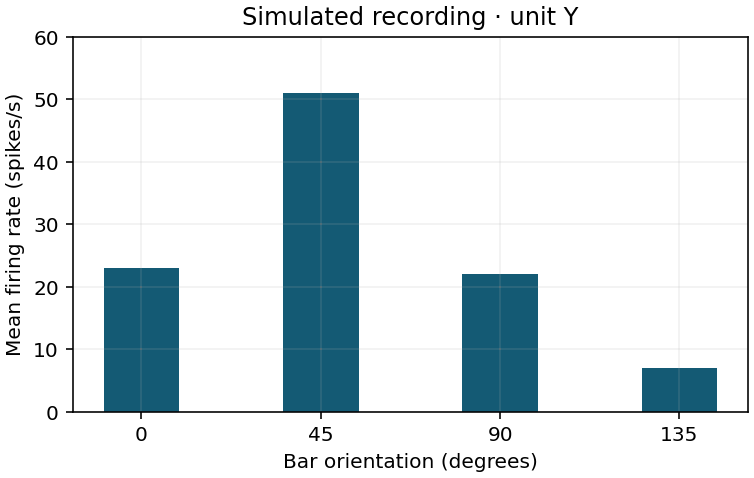 Simulated recording · unit Y
Mean firing rate (spikes/s)
60
50
40
30
20
10
0
0 45 90 135
Bar orientation (degrees)